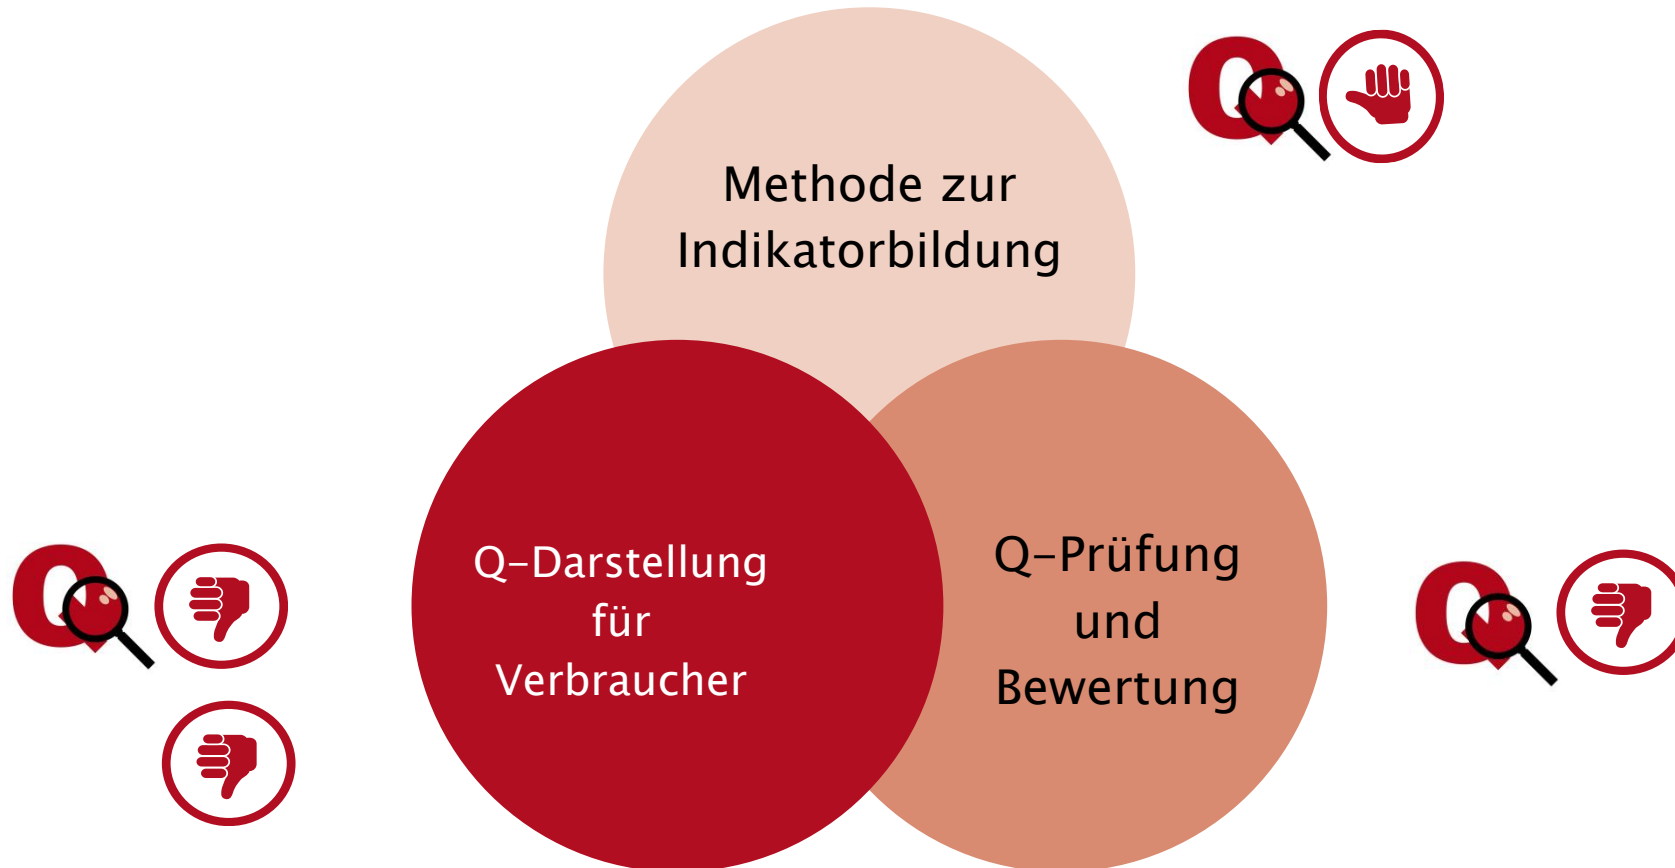 Q
Methode zur
Indikatorbildung
Q
Q-Darstellung
für
Verbraucher
Q-Prüfung
und
Bewertung
Q